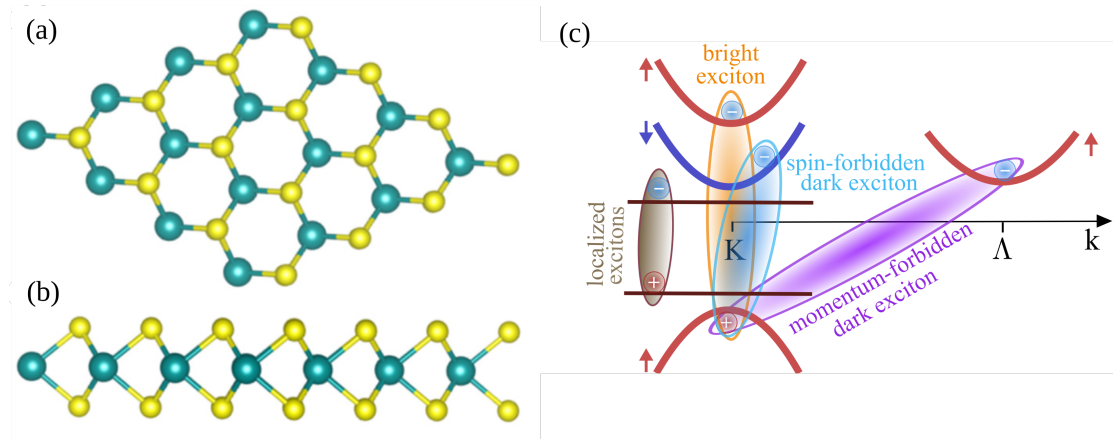 (a)
(b)
(c)
bright
exciton
↑
↓
spin-forbidden
dark exciton
↑
−
−
−
−
localized
excitons
K
Λ
k
+
+
momentum-forbidden
dark exciton
↑